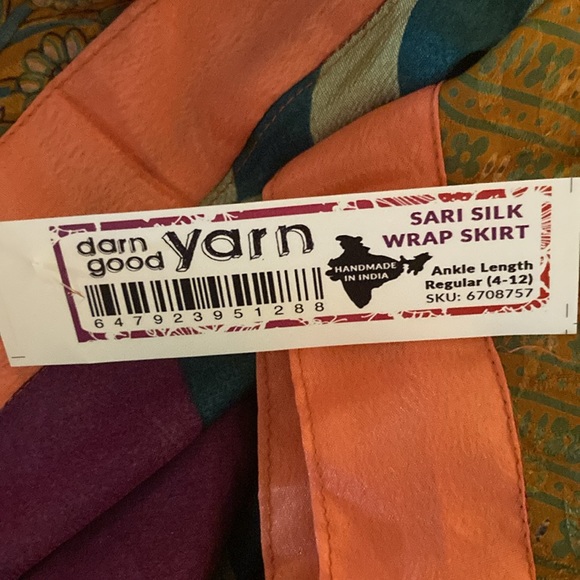 darn good yarn
SARI SILK
WRAP SKIRT
HANDMADE
IN INDIA
Ankle Length
Regular (4-12)
SKU: 6708757
647923951288